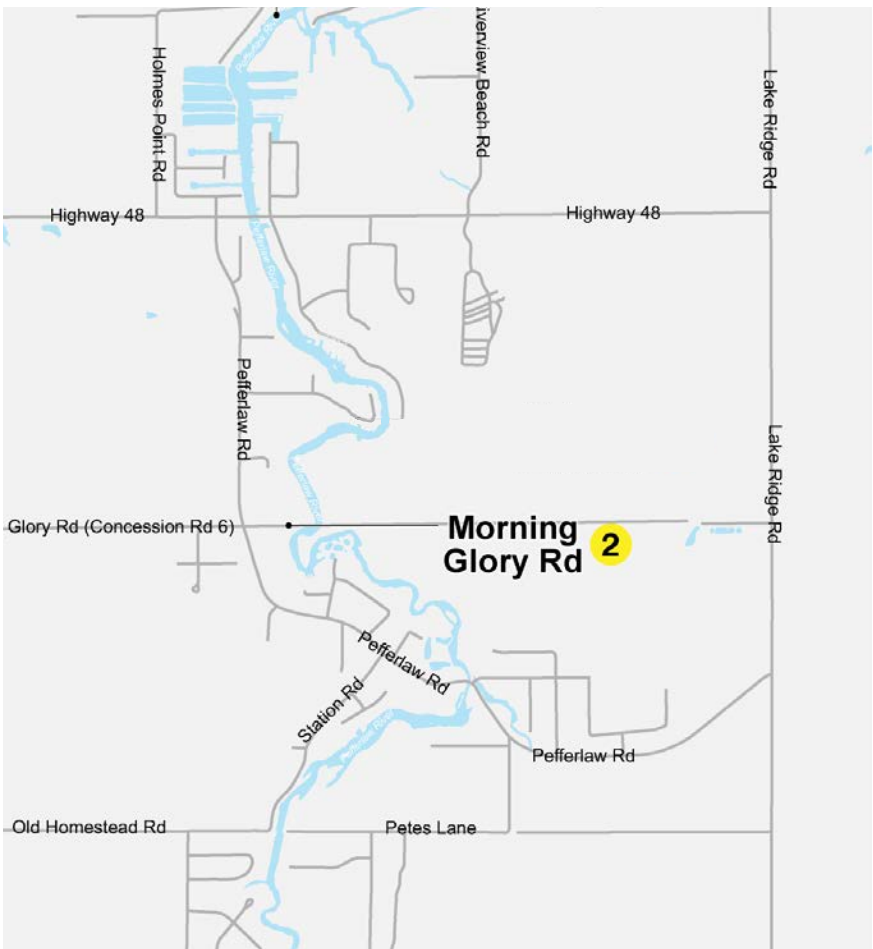 Holmes Point Rd
iverview Beach Rd
Lake Ridge Rd
Highway 48
Highway 48
Pefferlaw Rd
Lake Ridge Rd
Glory Rd (Concession Rd 6)
Morning
Glory Rd
2
Pefferlaw Rd
Station Rd
Pefferlaw Rd
Old Homestead Rd
Petes Lane